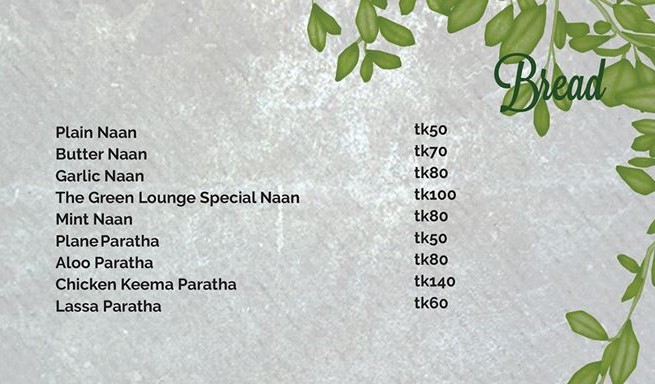 Bread
Plain Naan tk50
Butter Naan tk70
Garlic Naan tk80
The Green Lounge Special Naan tk100
Mint Naan tk80
Plane Paratha tk50
Aloo Paratha tk80
Chicken Keema Paratha tk140
Lassa Paratha tk60